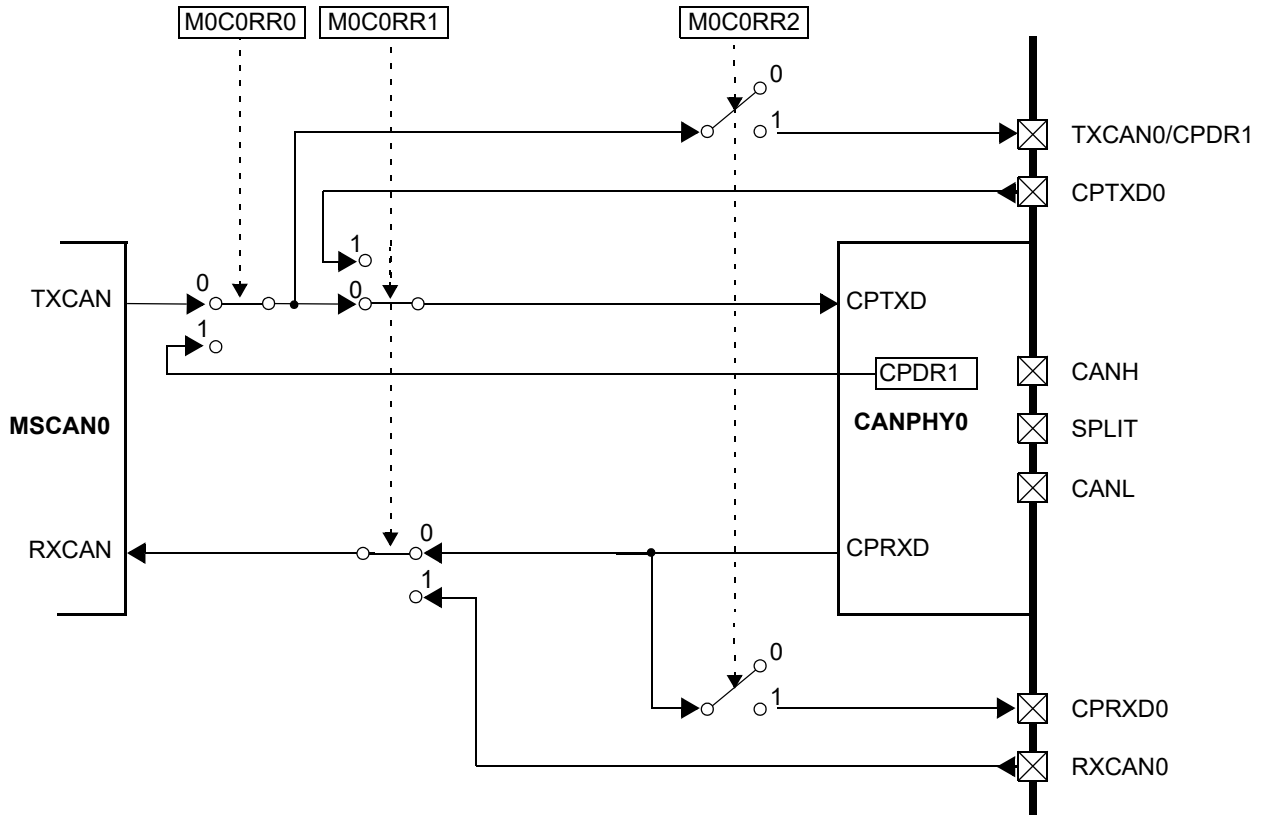 M0C0RR0
M0C0RR1
M0C0RR2
0
1
TXCAN0/CPDR1
CPTXD0
1
0
0
TXCAN
CPTXD
1
CPDR1
CANH
MSCAN0
CANPHY0
SPLIT
CANL
0
RXCAN
CPRXD
1
0
1
CPRXD0
RXCAN0